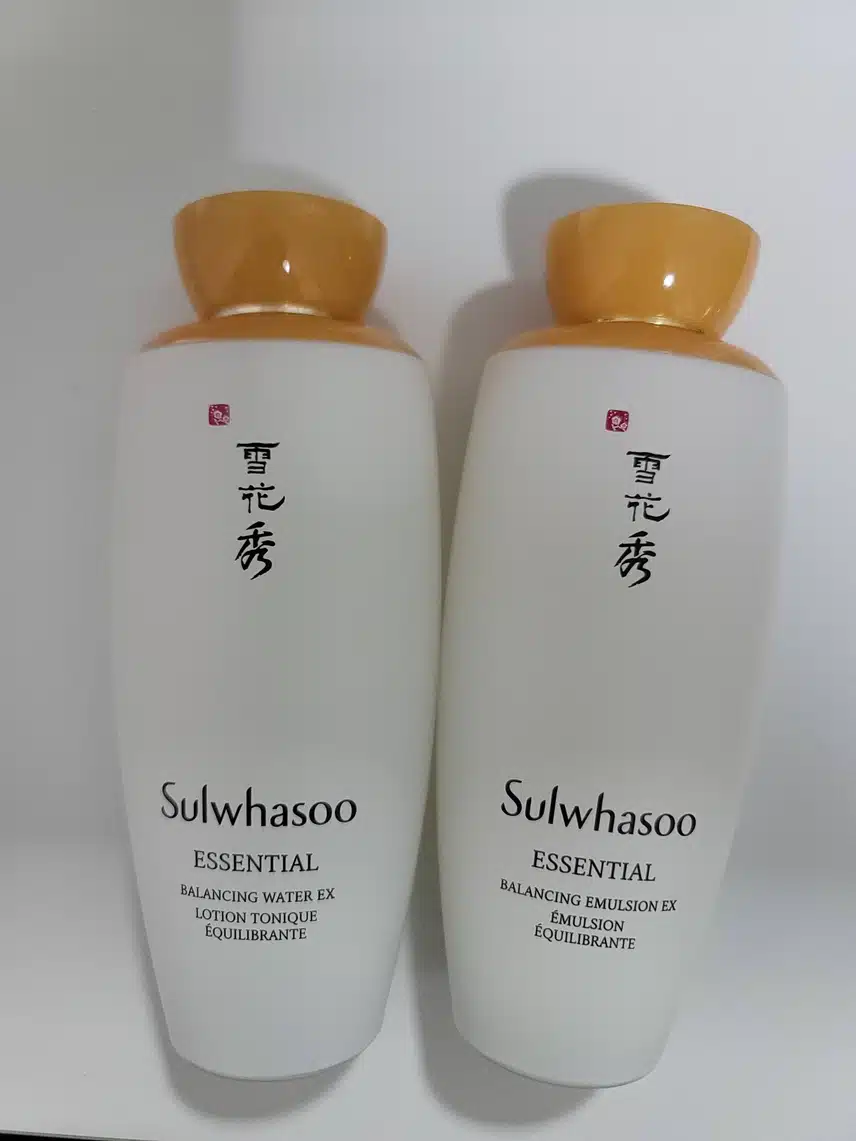 雪花秀
Sulwhasoo
ESSENTIAL
BALANCING WATER EX
LOTION TONIQUE
ÉQUILIBRANTE
雪花秀
Sulwhasoo
ESSENTIAL
BALANCING EMULSION EX
ÉMULSION
ÉQUILIBRANTE